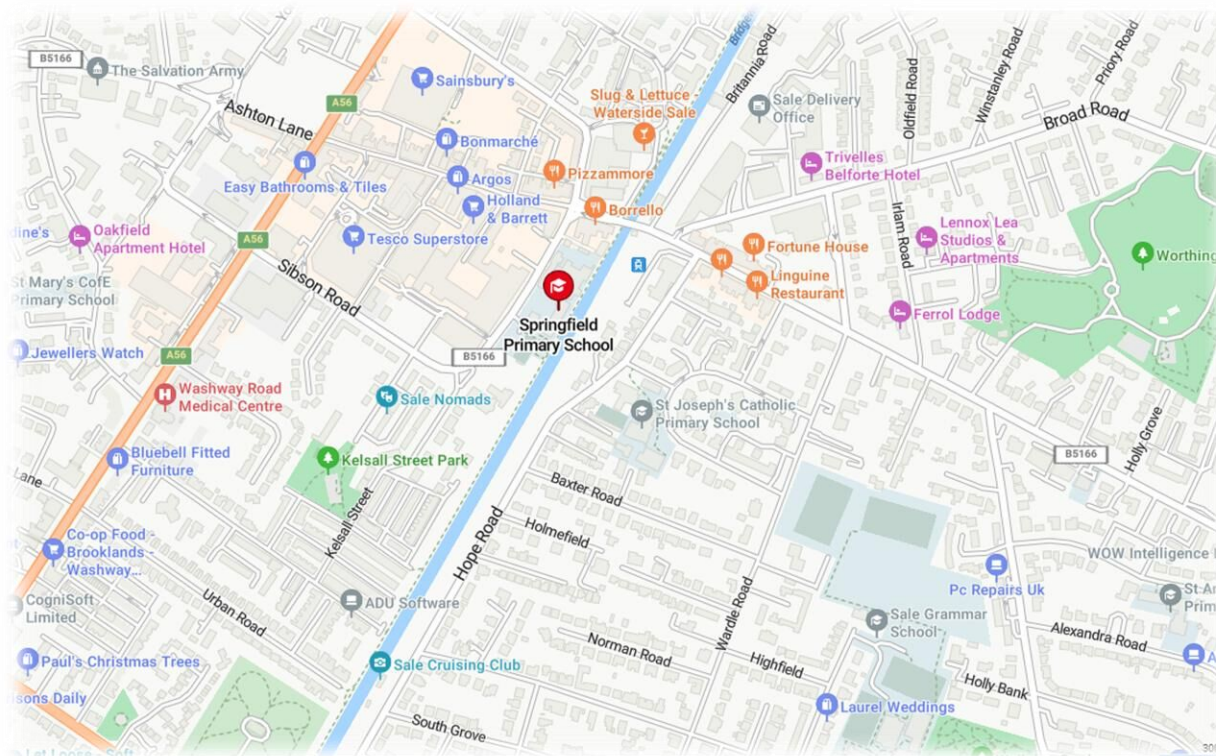 B5166
The Salvation Army
Ashton Lane
A56
Sainsbury's
Slug & Lettuce
Waterside Sale
Britannia Road
Sale Delivery
Office
Oldfield Road
Winstanley Road
Priory Road
Broad Road
Bonmarché
Easy Bathrooms & Tiles
Argos
Pizzammore
Trivelles
Belforte Hotel
Holland
& Barrett
Borrello
Oakfield
Apartment Hotel
A56
Tesco Superstore
Fortune House
Irlam Road
Lennox Lea
Studios &
Apartments
Sibson Road
St Mary's CofE
Primary School
Linguine
Restaurant
Ferrol Lodge
Springfield
Primary School
Jewellers Watch
A56
B5166
Washway Road
Medical Centre
Sale Nomads
St Joseph's Catholic
Primary School
Bluebell Fitted
Furniture
Kelsall Street Park
B5166
Holly Grove
Lane
Kelsall Street
Baxter Road
Holmefield
Hope Road
Co-op Food -
Brooklands -
Washway...
WOW Intelligence
CogniSoft
Limited
Urban Road
ADU Software
Wardle Road
Pc Repairs Uk
Sale Grammar
School
Alexandra Road
Norman Road
Highfield
Paul's Christmas Trees
Sale Cruising Club
Holly Bank
Laurel Weddings
South Grove